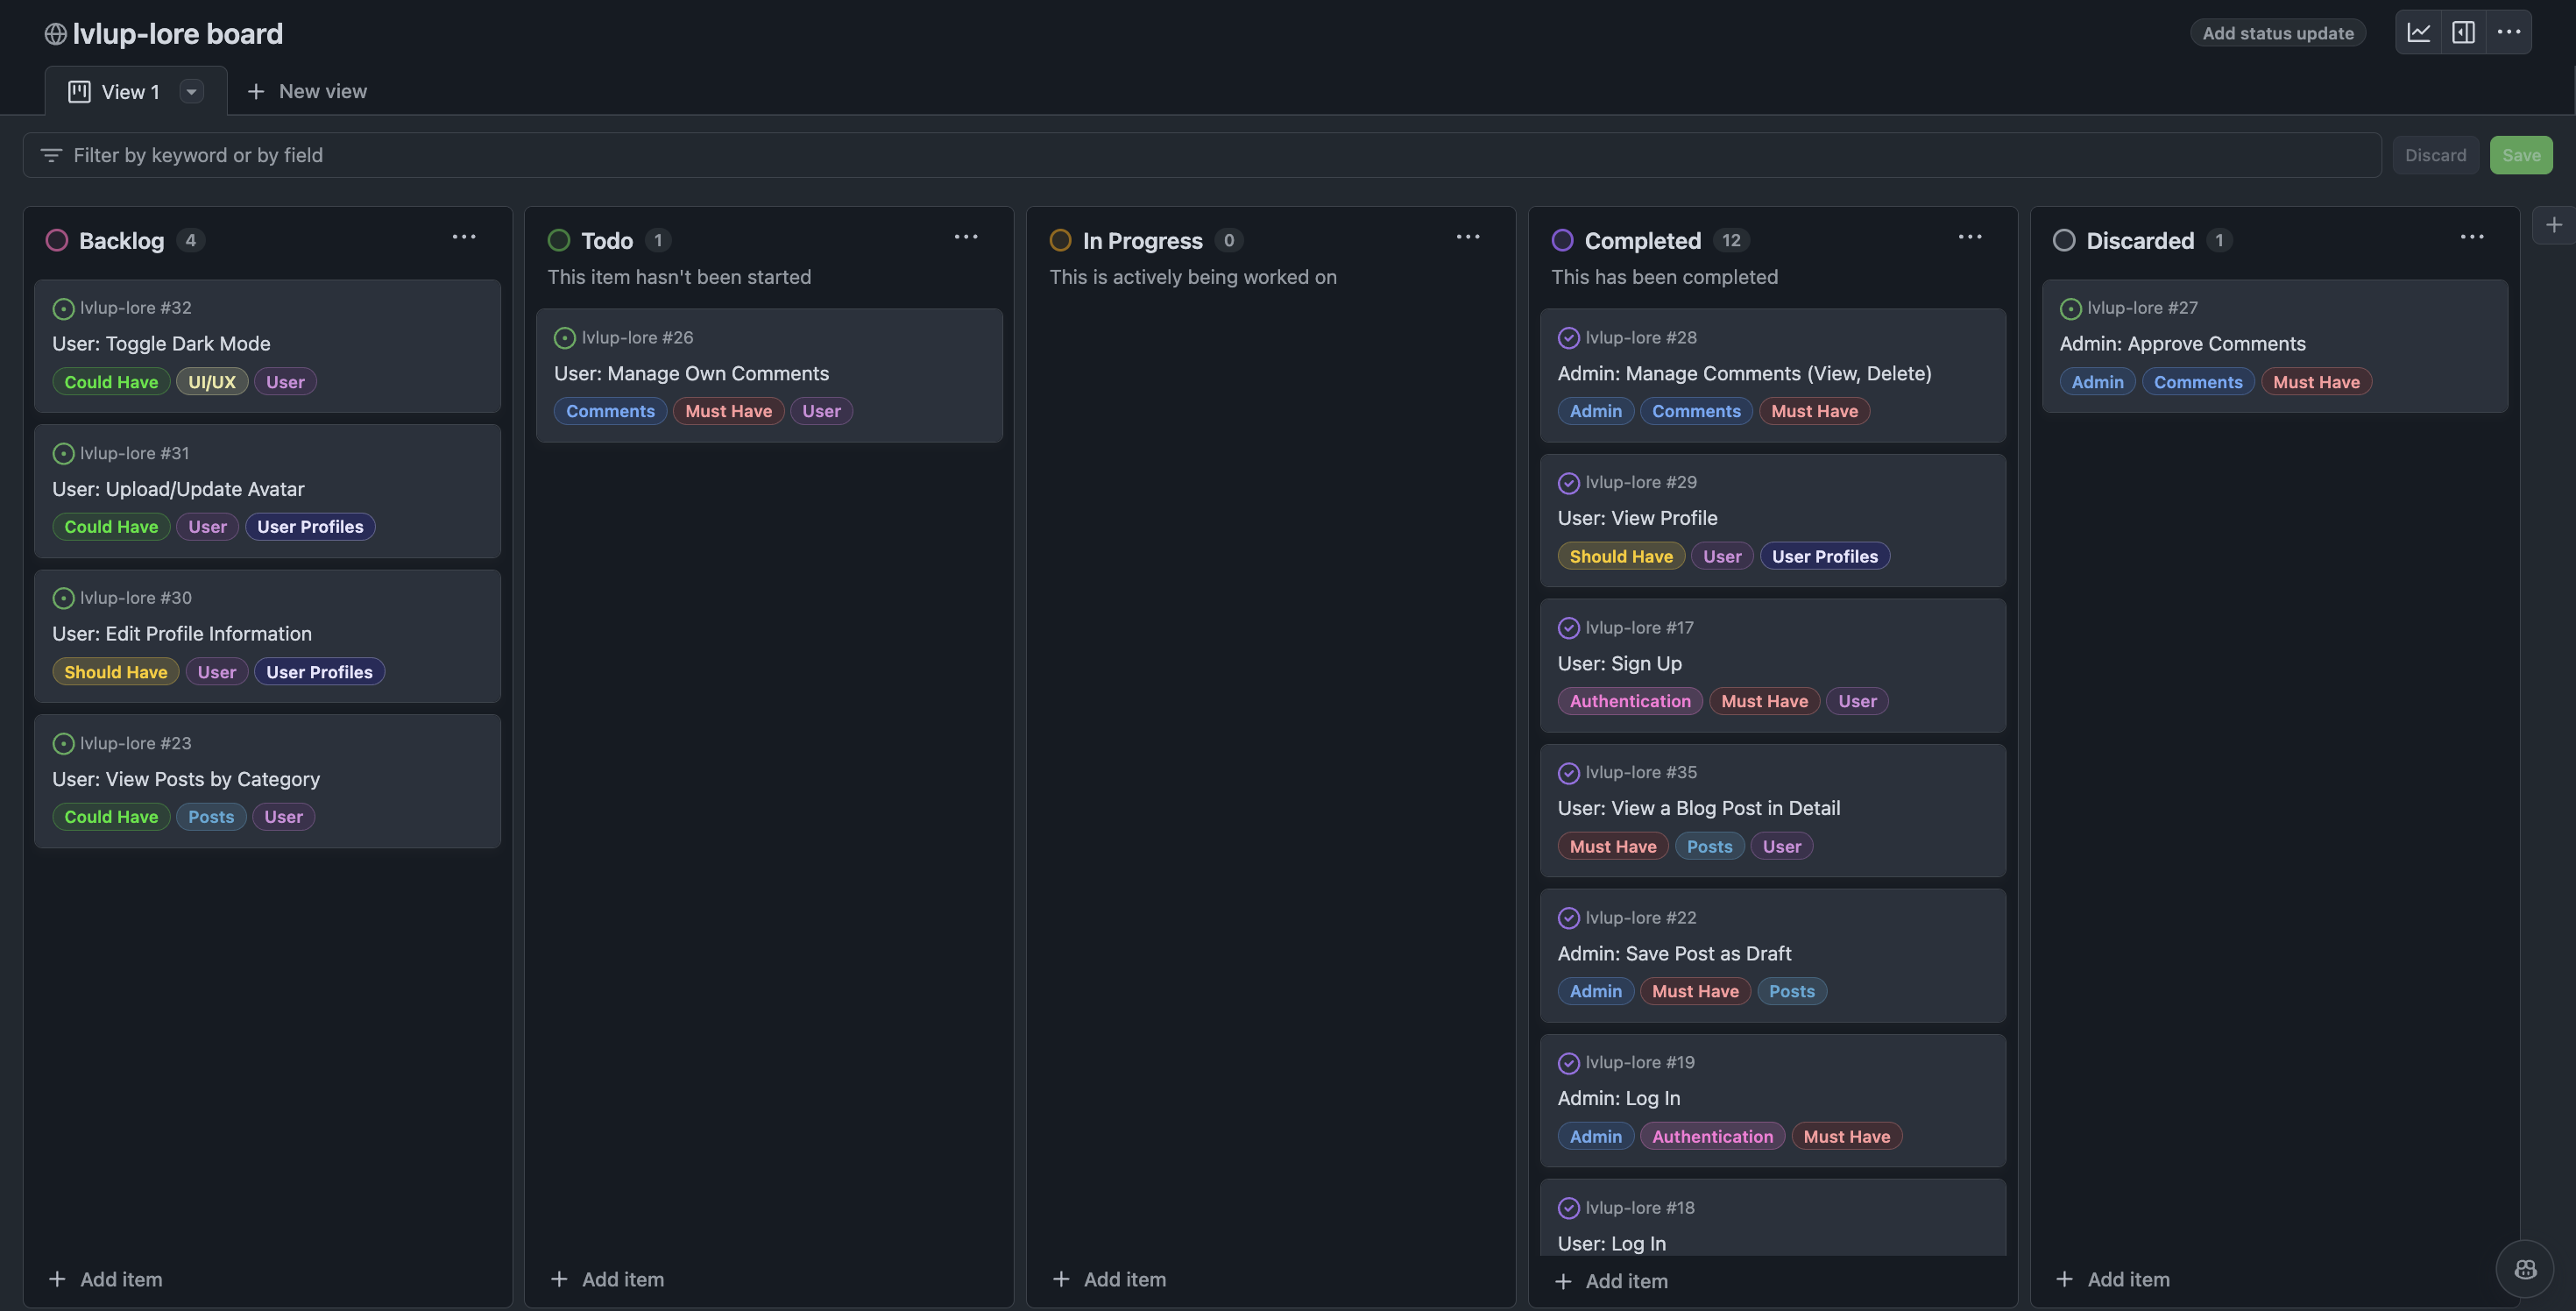 lvlup-lore board
Add status update
View 1
New view
Filter by keyword or by field
Discard
Save
Backlog 4
lvlup-lore #32
User: Toggle Dark Mode
Could Have UI/UX User
lvlup-lore #31
User: Upload/Update Avatar
Could Have User User Profiles
lvlup-lore #30
User: Edit Profile Information
Should Have User User Profiles
lvlup-lore #23
User: View Posts by Category
Could Have Posts User
Add item
Todo 1
This item hasn't been started
lvlup-lore #26
User: Manage Own Comments
Comments Must Have User
Add item
In Progress 0
This is actively being worked on
Add item
Completed 12
This has been completed
lvlup-lore #28
Admin: Manage Comments (View, Delete)
Admin Comments Must Have
lvlup-lore #29
User: View Profile
Should Have User User Profiles
lvlup-lore #17
User: Sign Up
Authentication Must Have User
lvlup-lore #35
User: View a Blog Post in Detail
Must Have Posts User
lvlup-lore #22
Admin: Save Post as Draft
Admin Must Have Posts
lvlup-lore #19
Admin: Log In
Admin Authentication Must Have
lvlup-lore #18
User: Log In
Add item
Discarded 1
lvlup-lore #27
Admin: Approve Comments
Admin Comments Must Have
Add item